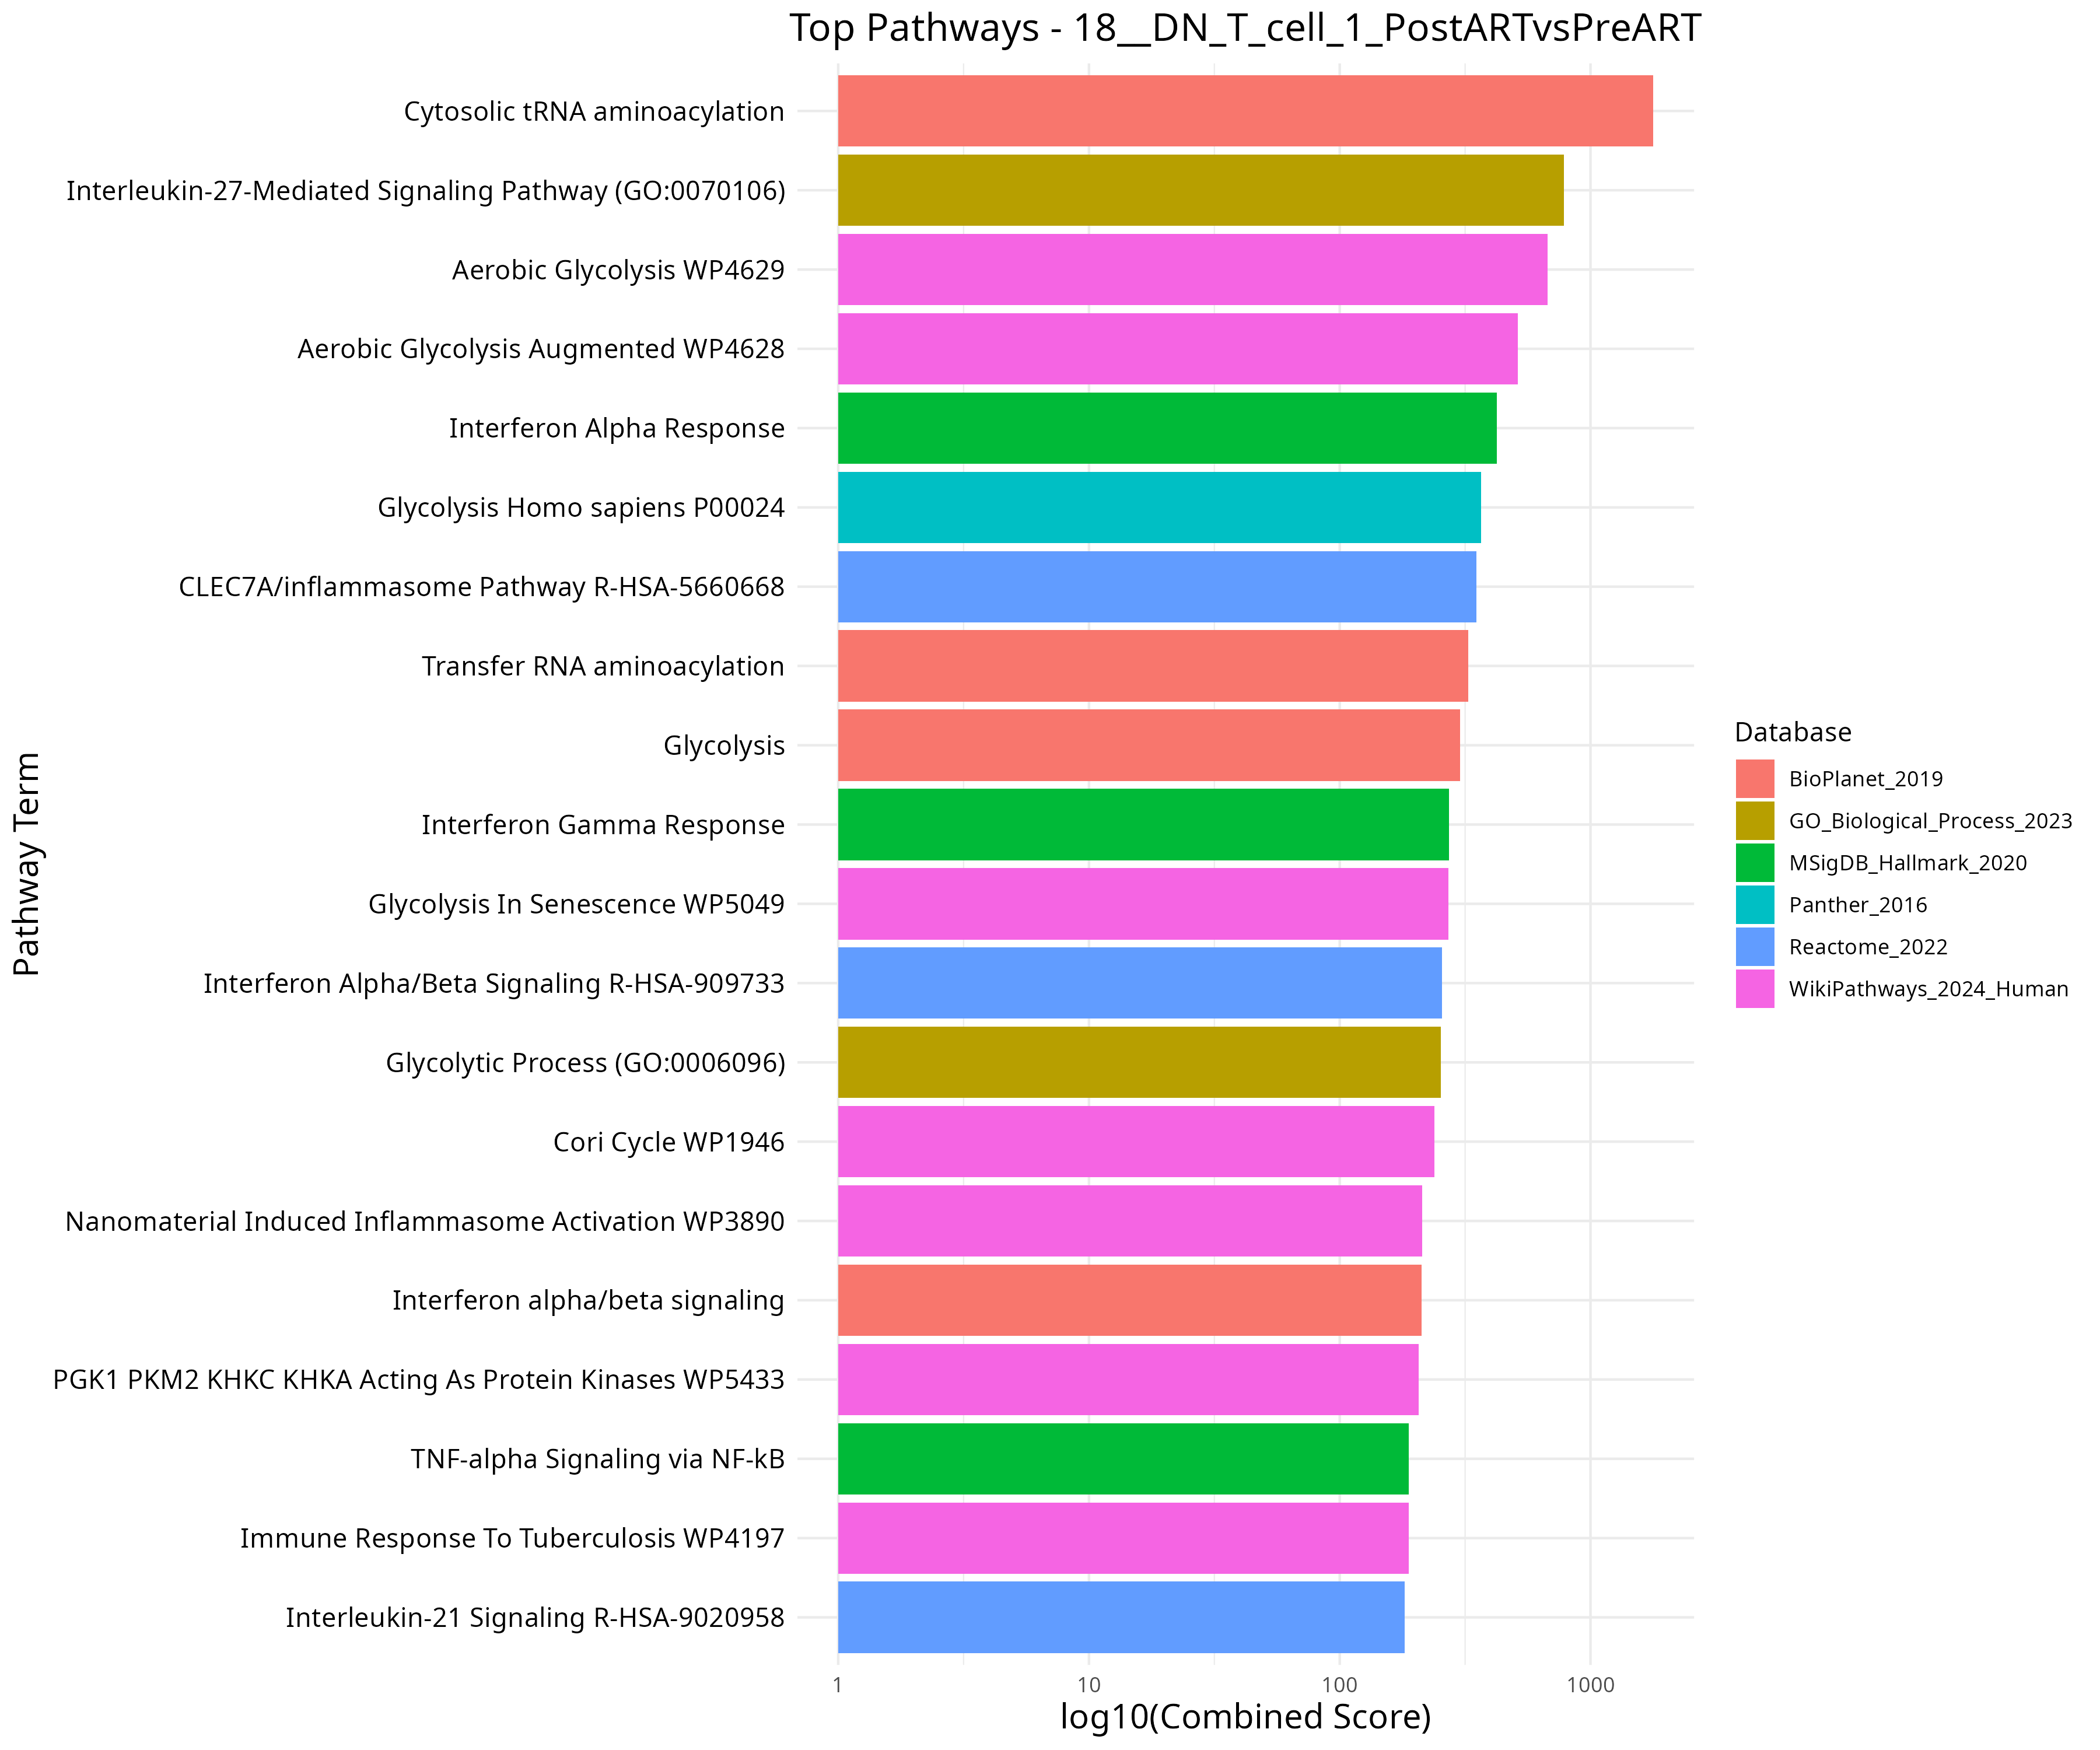 Top Pathways - 18__DN_T_cell_1_PostARTvsPreART
Pathway Term
Cytosolic tRNA aminoacylation
Interleukin-27-Mediated Signaling Pathway (GO:0070106)
Aerobic Glycolysis WP4629
Aerobic Glycolysis Augmented WP4628
Interferon Alpha Response
Glycolysis Homo sapiens P00024
CLEC7A/inflammasome Pathway R-HSA-5660668
Transfer RNA aminoacylation
Glycolysis
Interferon Gamma Response
Glycolysis In Senescence WP5049
Interferon Alpha/Beta Signaling R-HSA-909733
Glycolytic Process (GO:0006096)
Cori Cycle WP1946
Nanomaterial Induced Inflammasome Activation WP3890
Interferon alpha/beta signaling
PGK1 PKM2 KHKC KHKA Acting As Protein Kinases WP5433
TNF-alpha Signaling via NF-kB
Immune Response To Tuberculosis WP4197
Interleukin-21 Signaling R-HSA-9020958
1 10 100 1000
log10(Combined Score)
Database
BioPlanet_2019
GO_Biological_Process_2023
MSigDB_Hallmark_2020
Panther_2016
Reactome_2022
WikiPathways_2024_Human